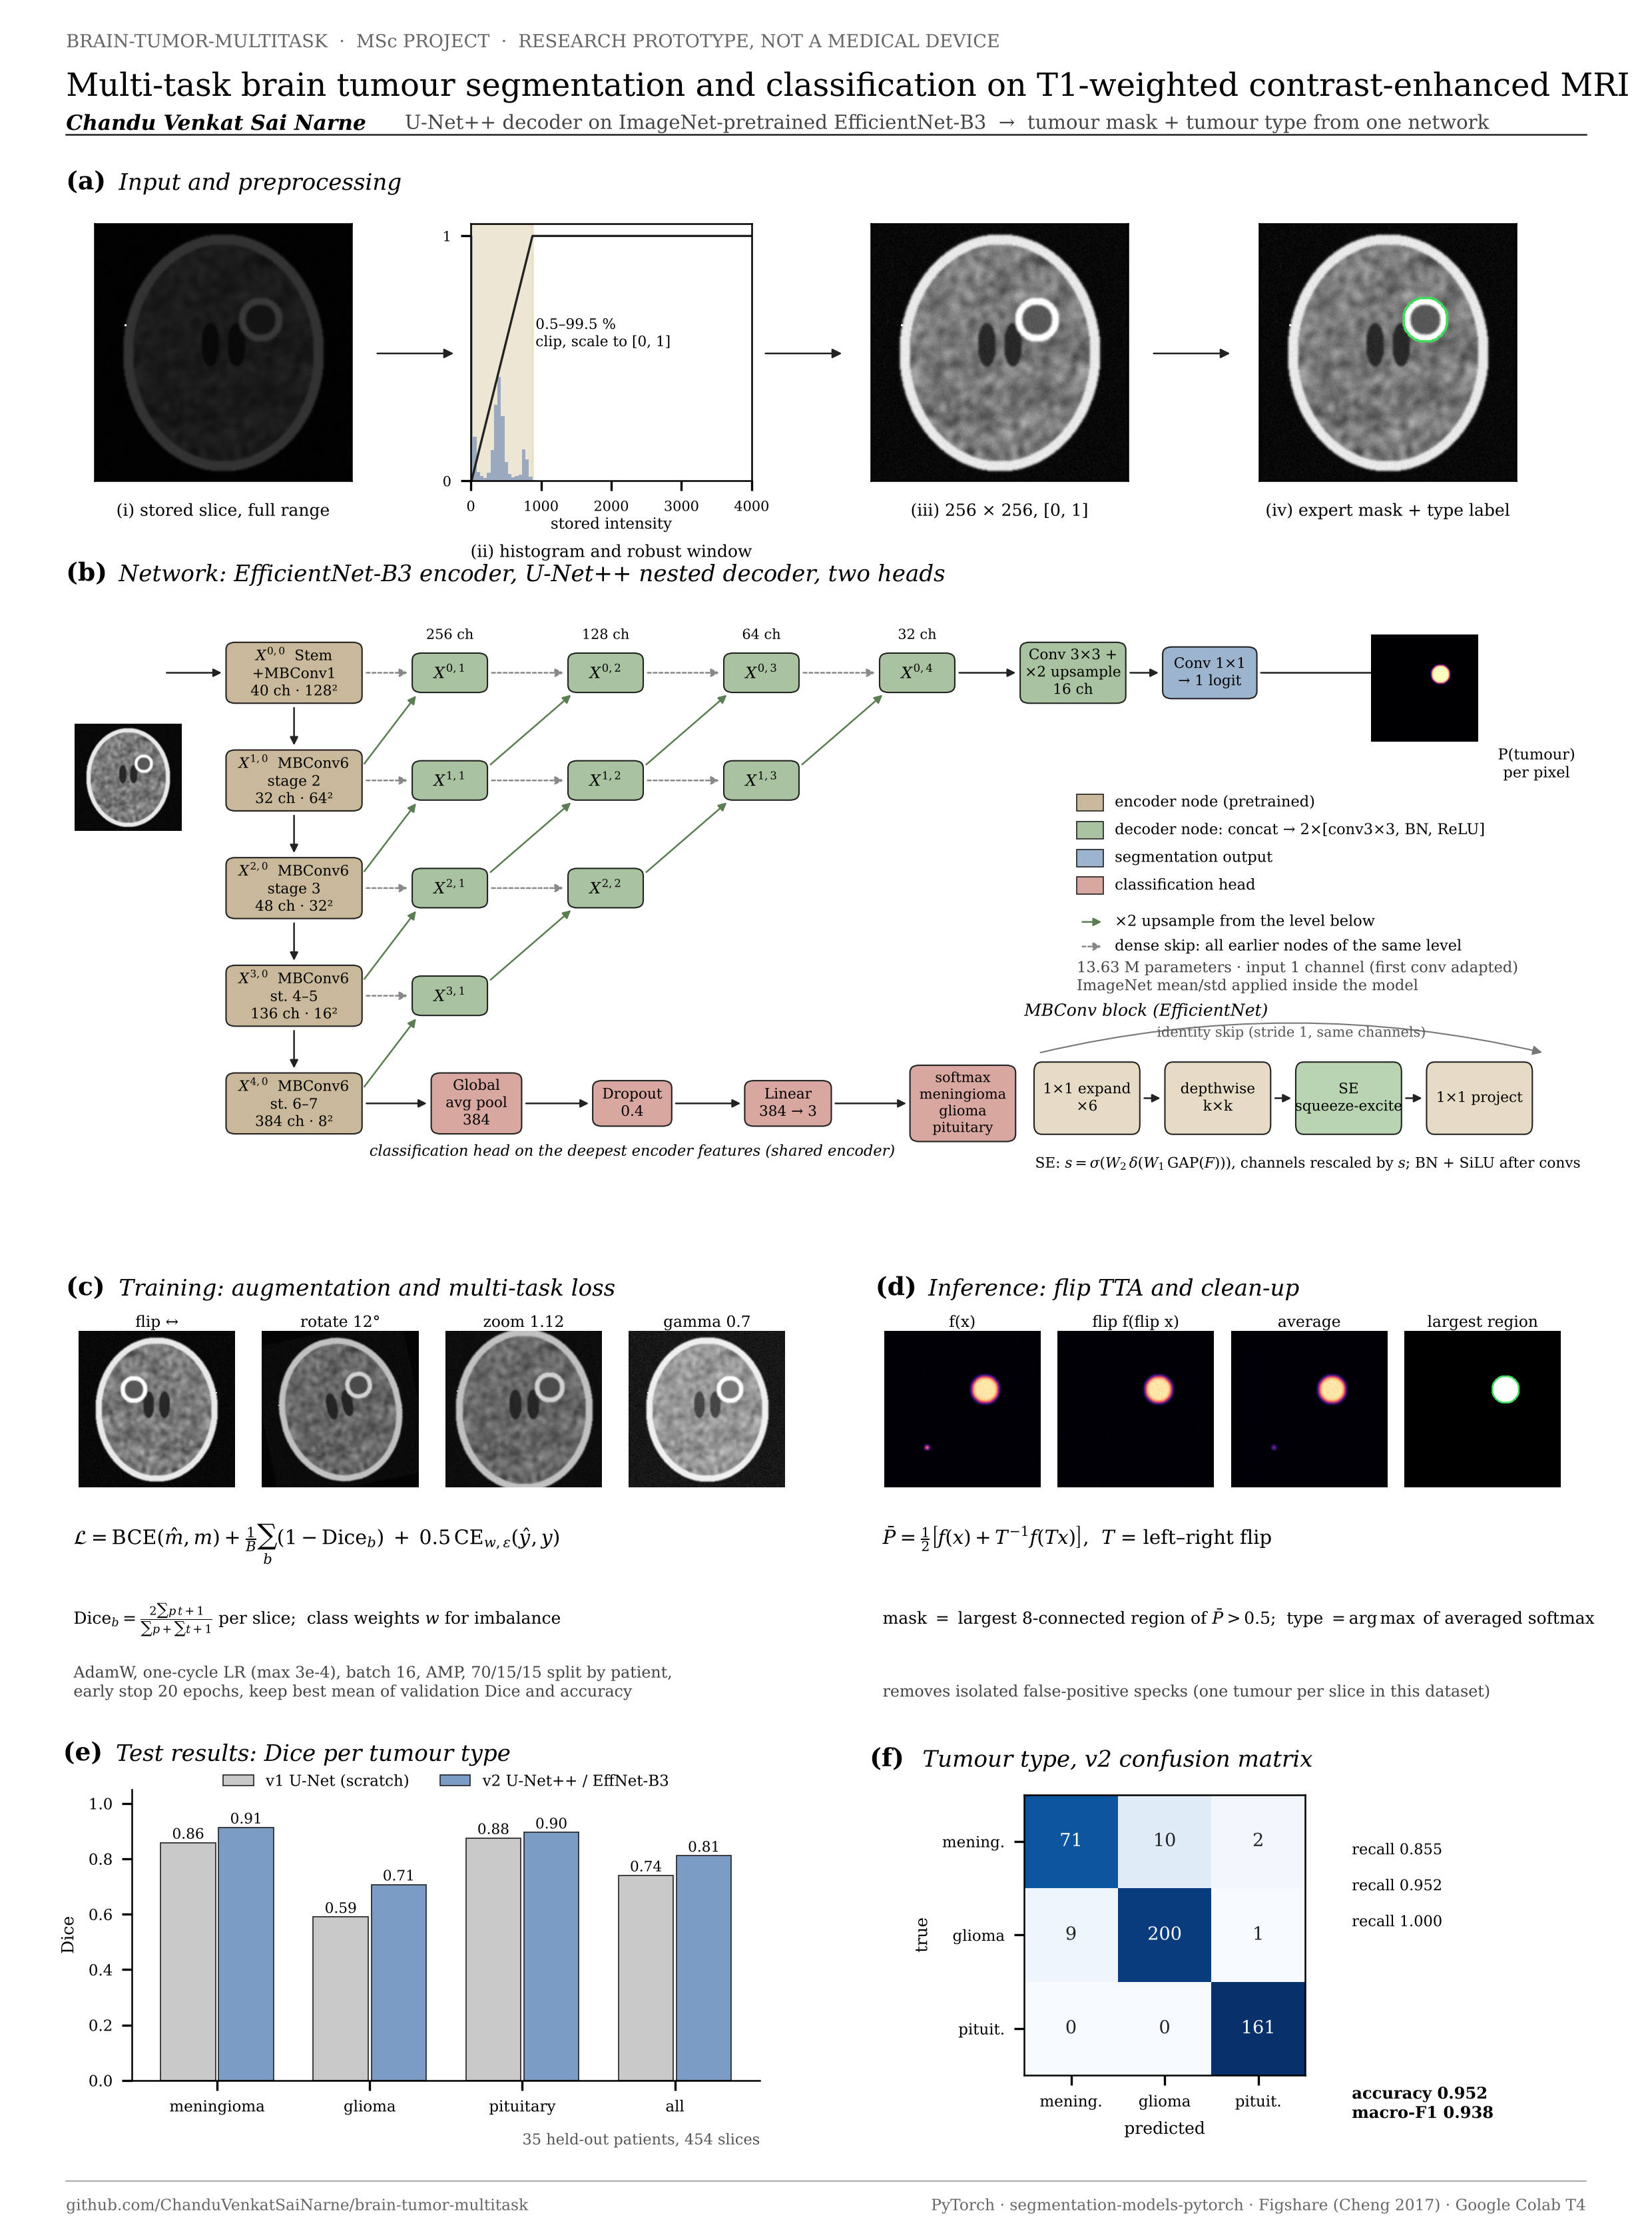 BRAIN-TUMOR-MULTITASK · MSc PROJECT · RESEARCH PROTOTYPE, NOT A MEDICAL DEVICE
Multi-task brain tumour segmentation and classification on T1-weighted contrast-enhanced MRI
Chandu Venkat Sai Narne U-Net++ decoder on ImageNet-pretrained EfficientNet-B3 → tumour mask + tumour type from one network
(a) Input and preprocessing
1
0.5–99.5 %
clip, scale to [0, 1]
0
0 1000 2000 3000 4000
stored intensity
(i) stored slice, full range
(ii) histogram and robust window
(iii) 256 × 256, [0, 1]
(iv) expert mask + type label
(b) Network: EfficientNet-B3 encoder, U-Net++ nested decoder, two heads
256 ch 128 ch 64 ch 32 ch
X^{0,0} Stem
+MBConv1
40 ch · 128²
X^{0,1} X^{0,2} X^{0,3} X^{0,4}
Conv 3×3 +
×2 upsample
16 ch
Conv 1×1
→ 1 logit
P(tumour)
per pixel
X^{1,0} MBConv6
stage 2
32 ch · 64²
X^{1,1} X^{1,2} X^{1,3}
X^{2,0} MBConv6
stage 3
48 ch · 32²
X^{2,1} X^{2,2}
X^{3,0} MBConv6
st. 4–5
136 ch · 16²
X^{3,1}
X^{4,0} MBConv6
st. 6–7
384 ch · 8²
Global
avg pool
384
Dropout
0.4
Linear
384 → 3
softmax
meningioma
glioma
pituitary
classification head on the deepest encoder features (shared encoder)
encoder node (pretrained)
decoder node: concat → 2×[conv3×3, BN, ReLU]
segmentation output
classification head
×2 upsample from the level below
dense skip: all earlier nodes of the same level
13.63 M parameters · input 1 channel (first conv adapted)
ImageNet mean/std applied inside the model
MBConv block (EfficientNet)
identity skip (stride 1, same channels)
1×1 expand
×6
depthwise
k×k
SE
squeeze-excite
1×1 project
SE: s = σ(W₂ δ(W₁ GAP(F))), channels rescaled by s; BN + SiLU after convs
(c) Training: augmentation and multi-task loss
flip ↔ rotate 12° zoom 1.12 gamma 0.7
ℒ = BCE(m̂, m) + 1/B ∑_b (1 − Dice_b) + 0.5 CE_{w, ε}(ŷ, y)
Dice_b = (2∑pt + 1)/(∑p + ∑t + 1) per slice; class weights w for imbalance
AdamW, one-cycle LR (max 3e-4), batch 16, AMP, 70/15/15 split by patient,
early stop 20 epochs, keep best mean of validation Dice and accuracy
(d) Inference: flip TTA and clean-up
f(x) flip f(flip x) average largest region
P̄ = ½[f(x) + T⁻¹f(Tx)], T = left–right flip
mask = largest 8-connected region of P̄ > 0.5; type = arg max of averaged softmax
removes isolated false-positive specks (one tumour per slice in this dataset)
(e) Test results: Dice per tumour type
v1 U-Net (scratch) v2 U-Net++ / EffNet-B3
Dice
1.0
0.8
0.6
0.4
0.2
0.0
0.86 0.91 0.59 0.71 0.88 0.90 0.74 0.81
meningioma glioma pituitary all
35 held-out patients, 454 slices
(f) Tumour type, v2 confusion matrix
true
mening. 71 10 2
glioma 9 200 1
pituit. 0 0 161
mening. glioma pituit.
predicted
recall 0.855
recall 0.952
recall 1.000
accuracy 0.952
macro-F1 0.938
github.com/ChanduVenkatSaiNarne/brain-tumor-multitask
PyTorch · segmentation-models-pytorch · Figshare (Cheng 2017) · Google Colab T4